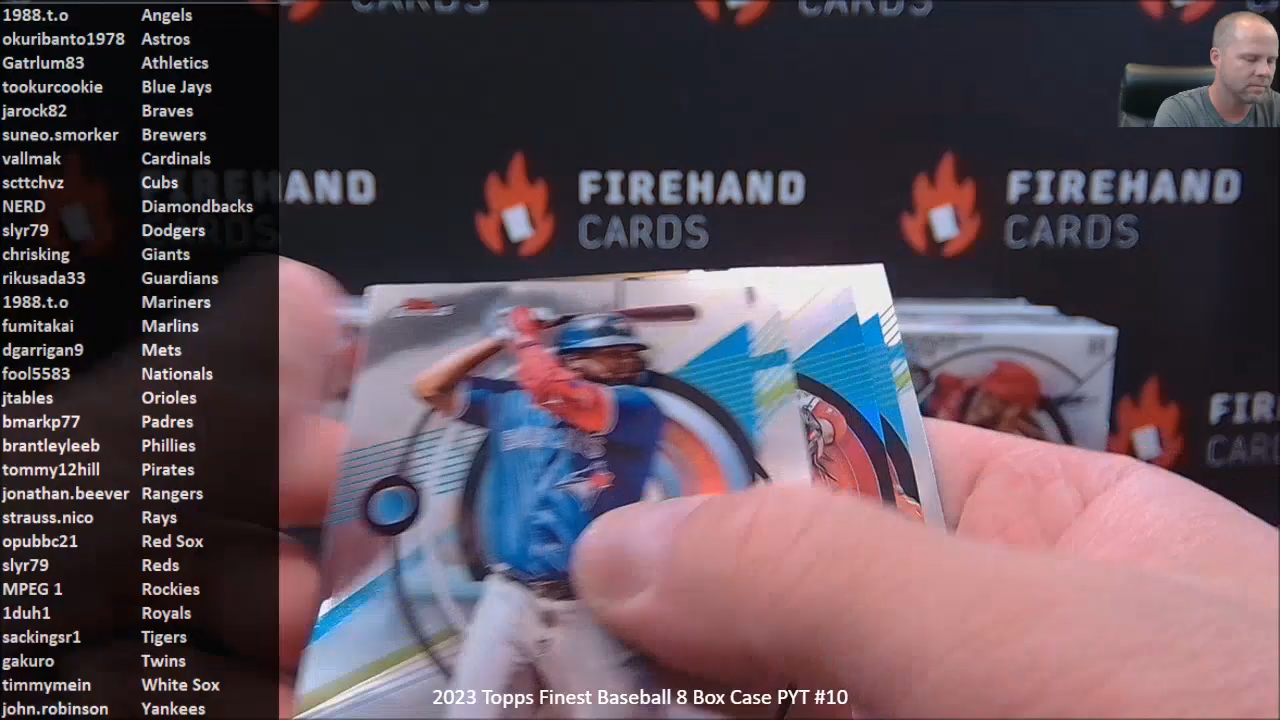 1988.t.o Angels
okuribanto1978 Astros
Gatrlum83 Athletics
tookurcookie Blue Jays
jarock82 Braves
suneo.smorker Brewers
vallmak Cardinals
scttchvz Cubs
NERD Diamondbacks
slyr79 Dodgers
chrisking Giants
rikusada33 Guardians
1988.t.o Mariners
fumitakai Marlins
dgarrigan9 Mets
fool5583 Nationals
jtables Orioles
bmarkp77 Padres
brantleyleeb Phillies
tommy12hill Pirates
jonathan.beever Rangers
strauss.nico Rays
opubbc21 Red Sox
slyr79 Reds
MPEG 1 Rockies
1duh1 Royals
sackingsr1 Tigers
gakuro Twins
timmymein White Sox
john.robinson Yankees
CARDS
CARDS
FIREHAND
CARDS
FIREHAND
CARDS
FIREHAND
CARDS
FIR
CARDS
2023 Topps Finest Baseball 8 Box Case PYT #10